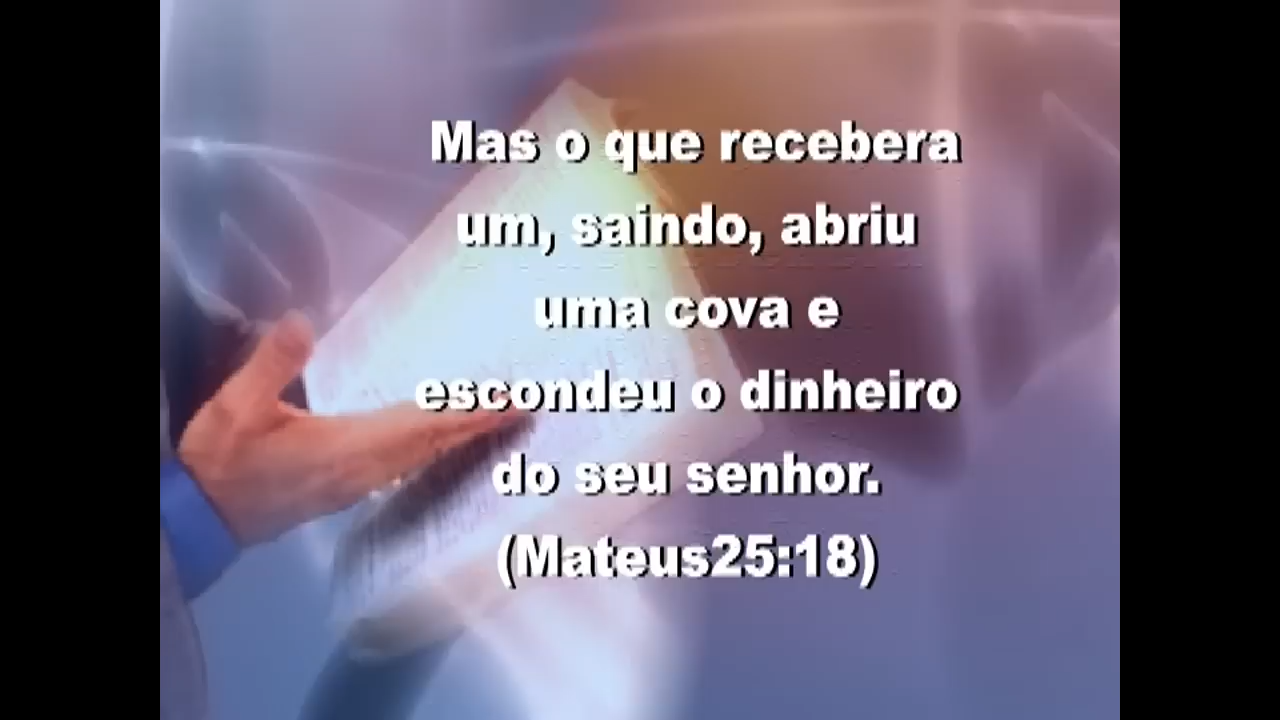 Mas o que recebera
um, saindo, abriu
uma cova e
escondeu o dinheiro
do seu senhor.
(Mateus25:18)